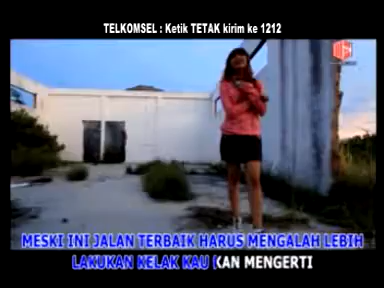 TELKOMSEL : Ketik TETAK kirim ke 1212
MESKI INI JALAN TERBAIK HARUS MENGALAH LEBIH
LAKUKAN KELAK KAU KAN MENGERTI